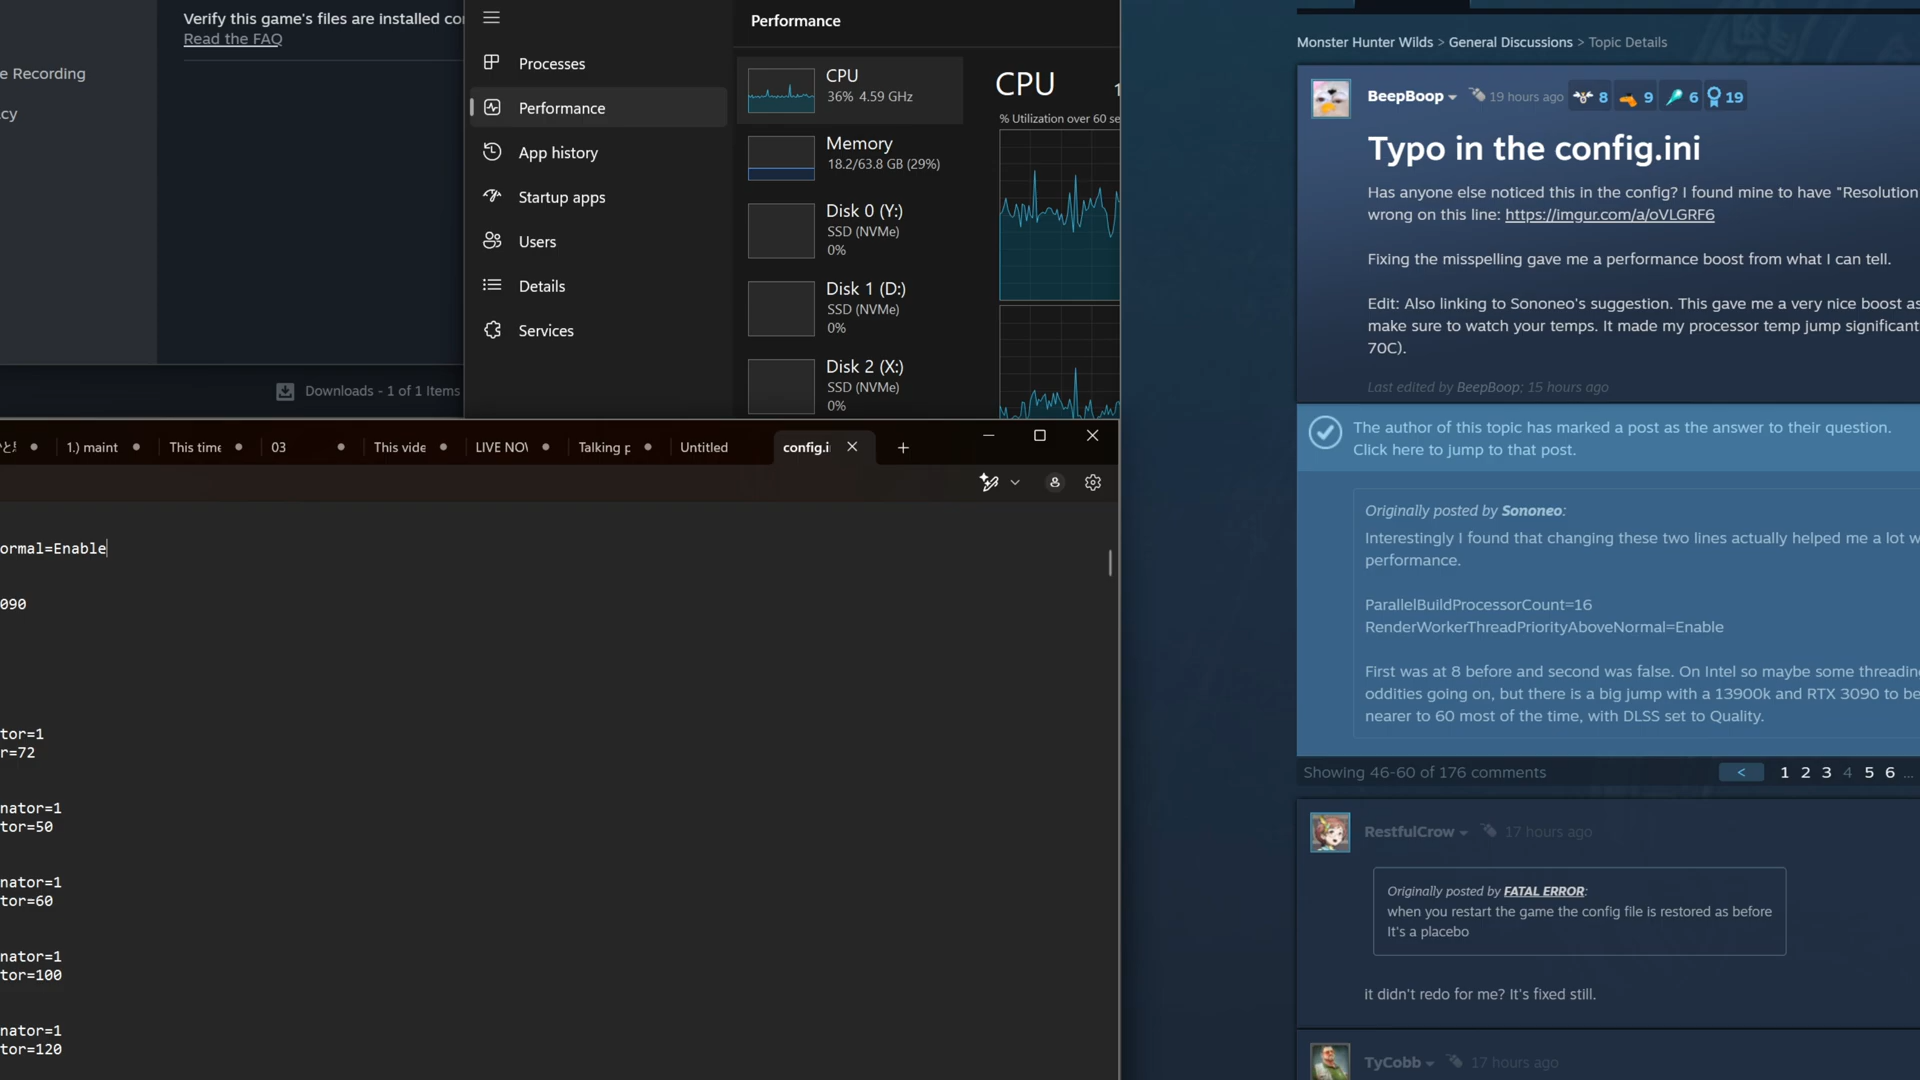 Verify this game's files are installed
Read the FAQ
Recording
Downloads - 1 of 1 Items
Processes
Performance
App history
Startup apps
Users
Details
Services
Performance
CPU
36% 4.59 GHz
Memory
18.2/63.8 GB (29%)
Disk 0 (Y:)
SSD (NVMe)
0%
Disk 1 (D:)
SSD (NVMe)
0%
Disk 2 (X:)
SSD (NVMe)
0%
CPU
% Utilization over 60 se
1.) maint
This time
03
This vide
LIVE NOW
Talking p
Untitled
config.i
ormal=Enable
090
tor=1
r=72
nator=1
tor=50
nator=1
tor=60
nator=1
tor=100
nator=1
tor=120
Monster Hunter Wilds > General Discussions > Topic Details
BeepBoop 19 hours ago 8 9 6 19
Typo in the config.ini
Has anyone else noticed this in the config? I found mine to have "Resolution
wrong on this line: https://imgur.com/a/oVLGRF6
Fixing the misspelling gave me a performance boost from what I can tell.
Edit: Also linking to Sononeo's suggestion. This gave me a very nice boost as
make sure to watch your temps. It made my processor temp jump significant
70C).
Last edited by BeepBoop; 15 hours ago
The author of this topic has marked a post as the answer to their question.
Click here to jump to that post.
Originally posted by Sononeo:
Interestingly I found that changing these two lines actually helped me a lot w
performance.
ParallelBuildProcessorCount=16
RenderWorkerThreadPriorityAboveNormal=Enable
First was at 8 before and second was false. On Intel so maybe some threading
oddities going on, but there is a big jump with a 13900k and RTX 3090 to be
nearer to 60 most of the time, with DLSS set to Quality.
Showing 46-60 of 176 comments
< 1 2 3 4 5 6 ...
RestfulCrow 17 hours ago
Originally posted by FATAL ERROR:
when you restart the game the config file is restored as before
It's a placebo
it didn't redo for me? It's fixed still.
TyCobb 17 hours ago